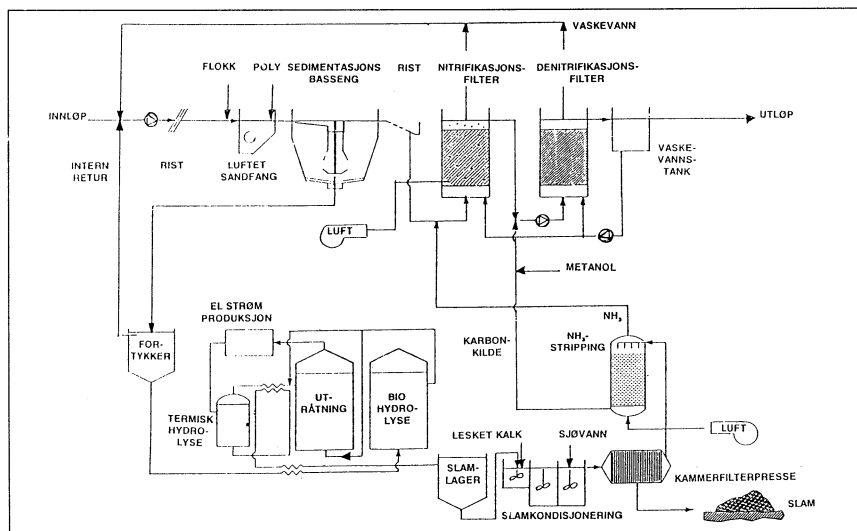 VASKEVANN
FLOKK
POLY
SEDIMENTASJONS
BASSENG
RIST
NITRIFIKASJONS-
FILTER
DENITRIFIKASJONS-
FILTER
INNLØP
UTLØP
INTERN
RETUR
RIST
LUFTET
SANDFANG
VASKE-
VANNS-
TANK
LUFT
METANOL
EL STRØM
PRODUKSJON
NH₃
FOR-
TYKKER
KARBON-
KILDE
NH₃-
STRIPPING
UT-
RÅTNING
BIO
HYDRO-
LYSE
TERMISK
HYDRO-
LYSE
LUFT
LESKET KALK
SJØVANN
SLAM-
LAGER
KAMMERFILTERPRESSE
SLAM
SLAMKONDISJONERING